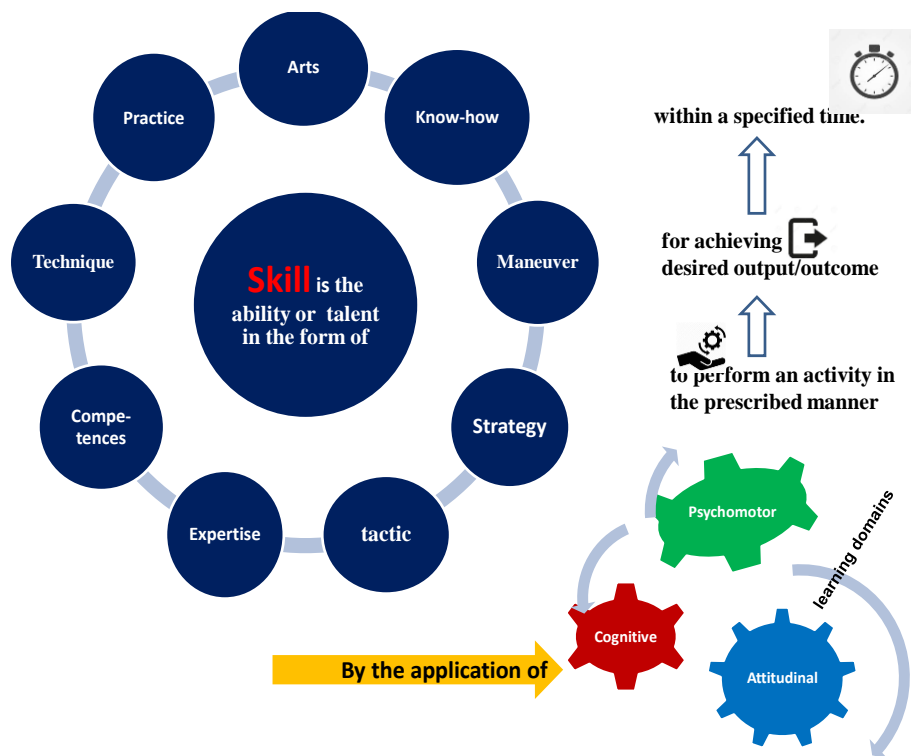 Arts
Know-how
Maneuver
Strategy
tactic
Expertise
Compe-
tences
Technique
Practice
Skill is the
ability or talent
in the form of
By the application of
Cognitive
Psychomotor
Attitudinal
learning domains
to perform an activity in
the prescribed manner
for achieving
desired output/outcome
within a specified time.